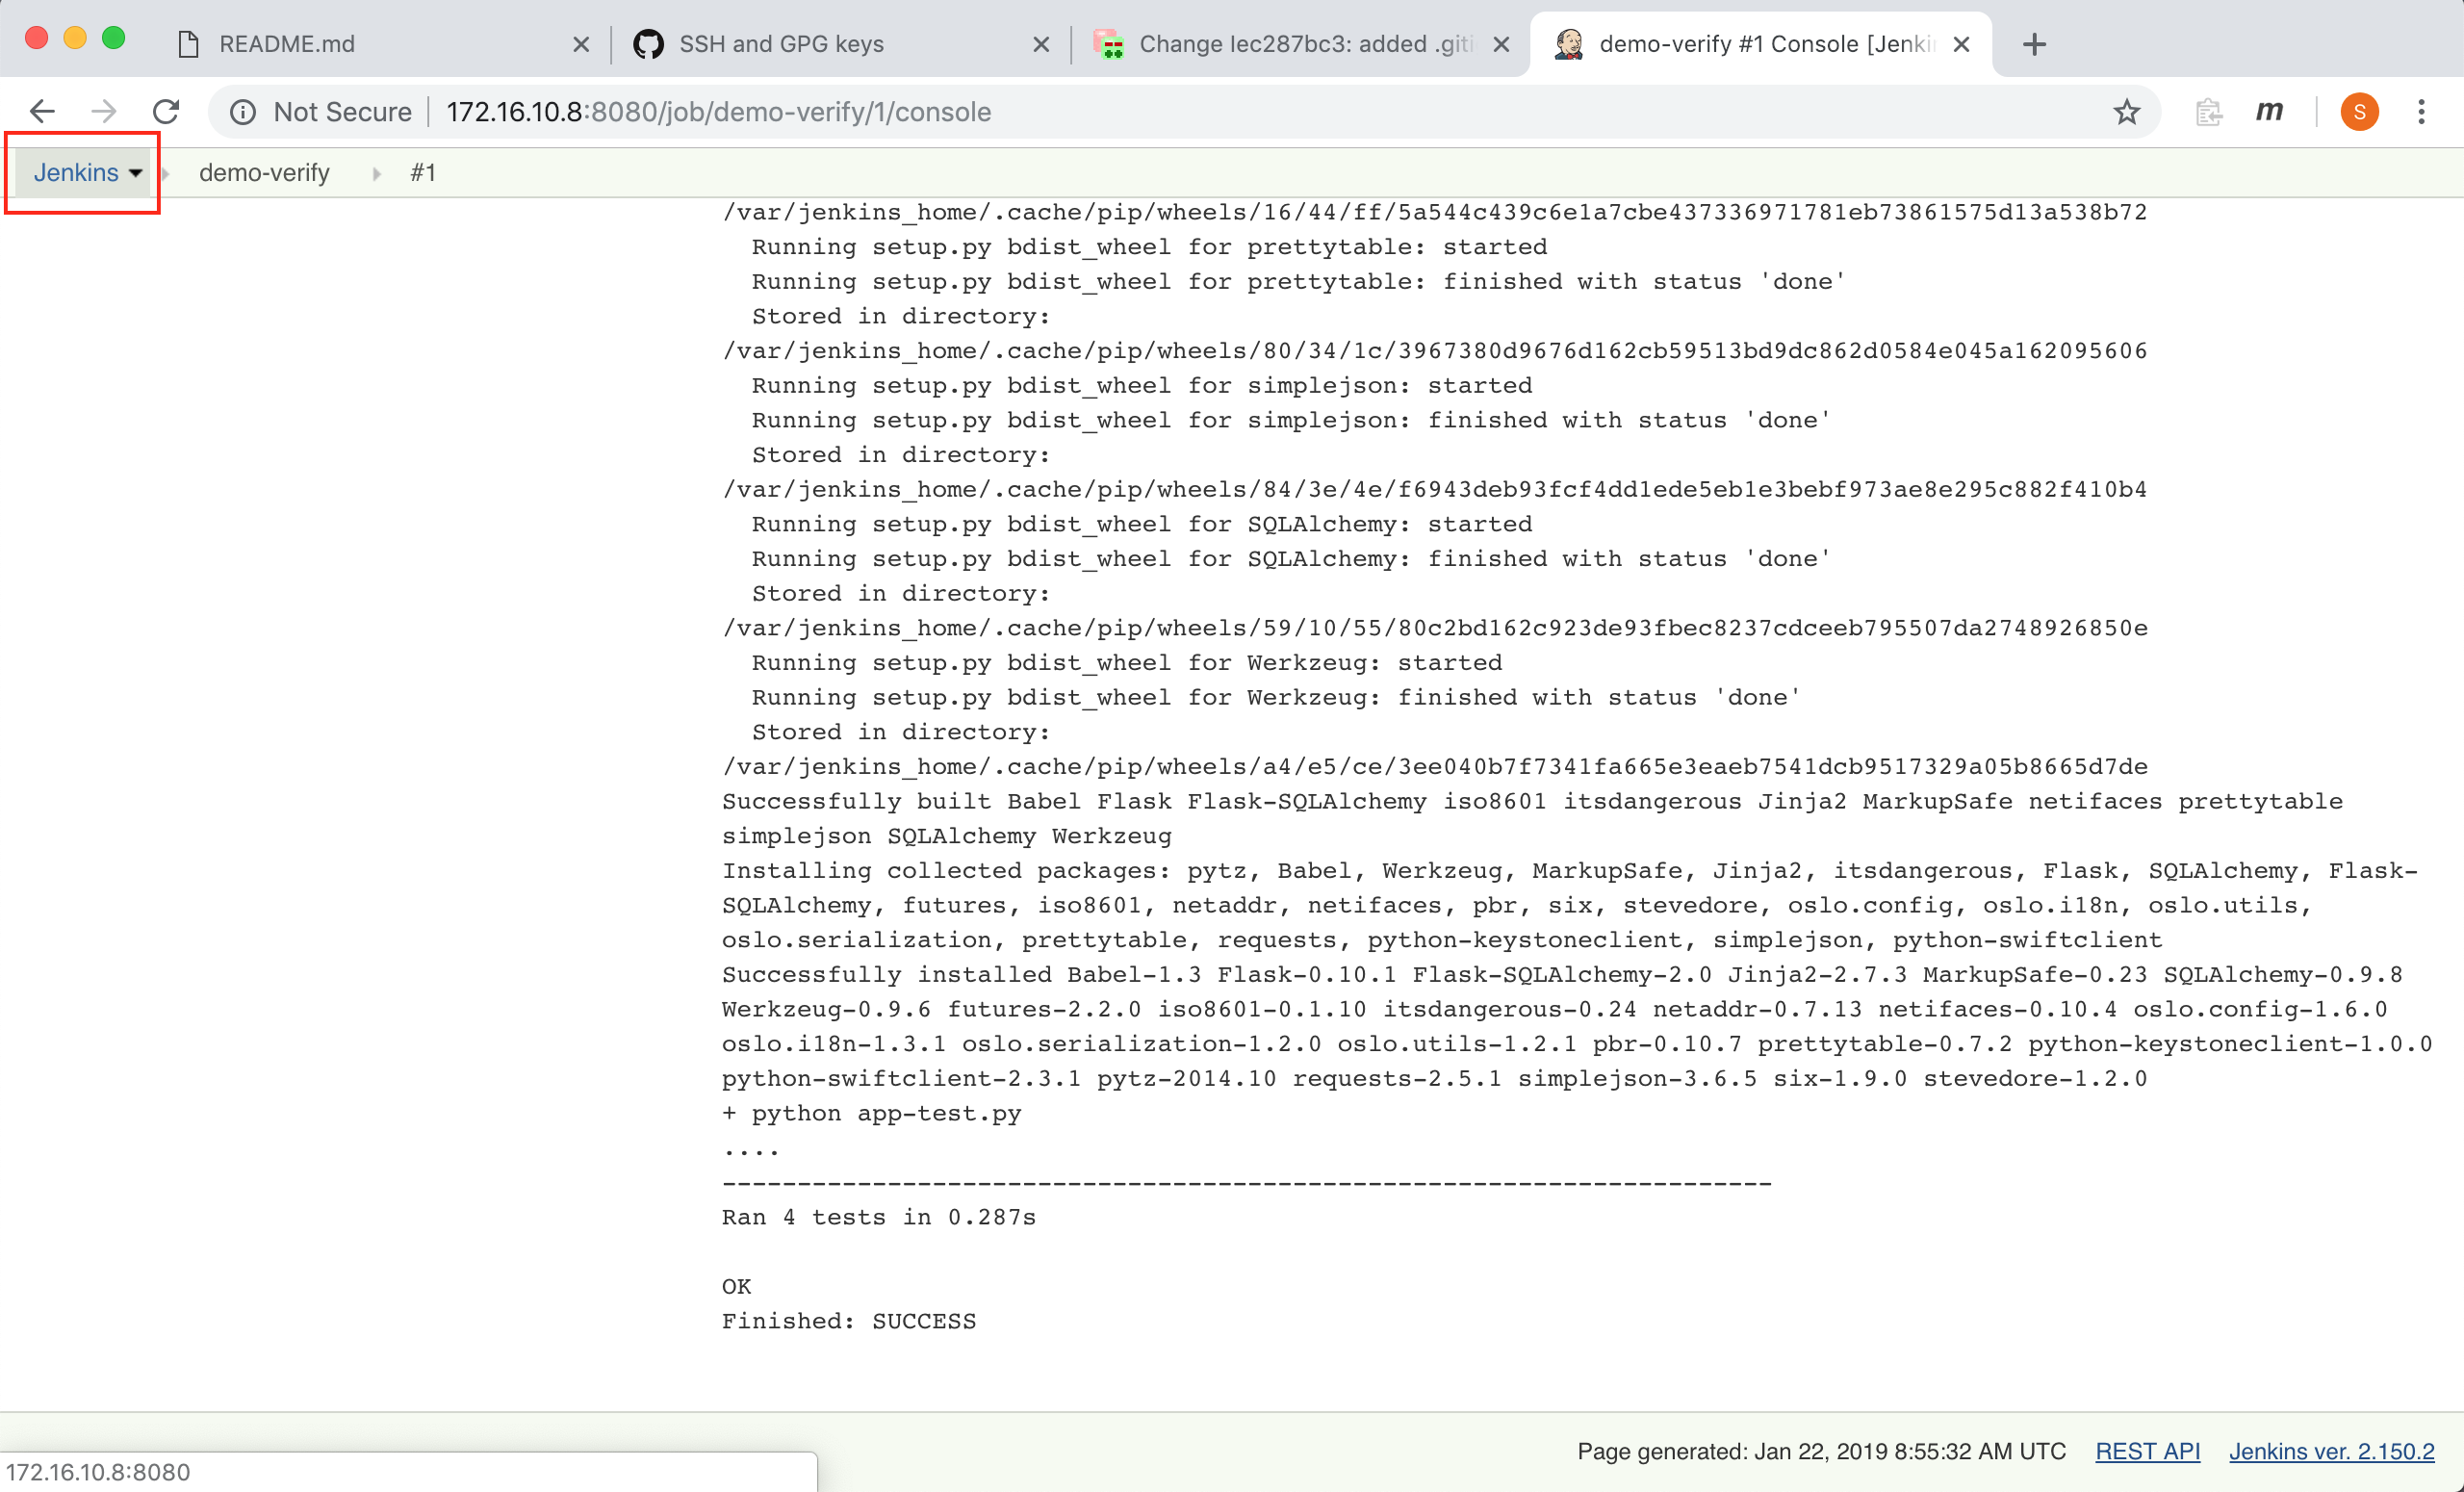 README.md
SSH and GPG keys
Change Iec287bc3: added .giti
demo-verify #1 Console [Jenki
Not Secure
172.16.10.8:8080/job/demo-verify/1/console
m
S
Jenkins
demo-verify
#1
/var/jenkins_home/.cache/pip/wheels/16/44/ff/5a544c439c6e1a7cbe437336971781eb73861575d13a538b72
Running setup.py bdist_wheel for prettytable: started
Running setup.py bdist_wheel for prettytable: finished with status 'done'
Stored in directory:
/var/jenkins_home/.cache/pip/wheels/80/34/1c/3967380d9676d162cb59513bd9dc862d0584e045a162095606
Running setup.py bdist_wheel for simplejson: started
Running setup.py bdist_wheel for simplejson: finished with status 'done'
Stored in directory:
/var/jenkins_home/.cache/pip/wheels/84/3e/4e/f6943deb93fcf4dd1ede5eb1e3bebf973ae8e295c882f410b4
Running setup.py bdist_wheel for SQLAlchemy: started
Running setup.py bdist_wheel for SQLAlchemy: finished with status 'done'
Stored in directory:
/var/jenkins_home/.cache/pip/wheels/59/10/55/80c2bd162c923de93fbec8237cdceeb795507da2748926850e
Running setup.py bdist_wheel for Werkzeug: started
Running setup.py bdist_wheel for Werkzeug: finished with status 'done'
Stored in directory:
/var/jenkins_home/.cache/pip/wheels/a4/e5/ce/3ee040b7f7341fa665e3eaeb7541dcb9517329a05b8665d7de
Successfully built Babel Flask Flask-SQLAlchemy iso8601 itsdangerous Jinja2 MarkupSafe netifaces prettytable
simplejson SQLAlchemy Werkzeug
Installing collected packages: pytz, Babel, Werkzeug, MarkupSafe, Jinja2, itsdangerous, Flask, SQLAlchemy, Flask-
SQLAlchemy, futures, iso8601, netaddr, netifaces, pbr, six, stevedore, oslo.config, oslo.i18n, oslo.utils,
oslo.serialization, prettytable, requests, python-keystoneclient, simplejson, python-swiftclient
Successfully installed Babel-1.3 Flask-0.10.1 Flask-SQLAlchemy-2.0 Jinja2-2.7.3 MarkupSafe-0.23 SQLAlchemy-0.9.8
Werkzeug-0.9.6 futures-2.2.0 iso8601-0.1.10 itsdangerous-0.24 netaddr-0.7.13 netifaces-0.10.4 oslo.config-1.6.0
oslo.i18n-1.3.1 oslo.serialization-1.2.0 oslo.utils-1.2.1 pbr-0.10.7 prettytable-0.7.2 python-keystoneclient-1.0.0
python-swiftclient-2.3.1 pytz-2014.10 requests-2.5.1 simplejson-3.6.5 six-1.9.0 stevedore-1.2.0
+ python app-test.py
....
----------------------------------------------------------------------
Ran 4 tests in 0.287s
OK
Finished: SUCCESS
Page generated: Jan 22, 2019 8:55:32 AM UTC
REST API
Jenkins ver. 2.150.2
172.16.10.8:8080